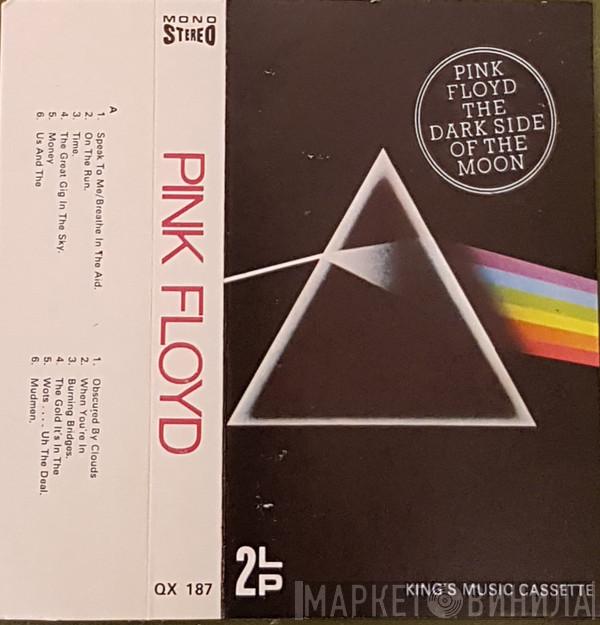 MONO
STEREO
A
1. Speak To Me/Breathe In The Aid.
2. On The Run.
3. Time.
4. The Great Gig In The Sky.
5. Money
6. Us And The
1. Obscured By Clouds
2. When You're In
3. Burning Bridges.
4. The Gold It's In The
5. Wots .... Uh The Deal.
6. Mudmen.
PINK FLOYD
QX 187
PINK
FLOYD
THE
DARK SIDE
OF THE
MOON
2LP
KING'S MUSIC CASSETTE
МАРКЕТ ВИНИЛА